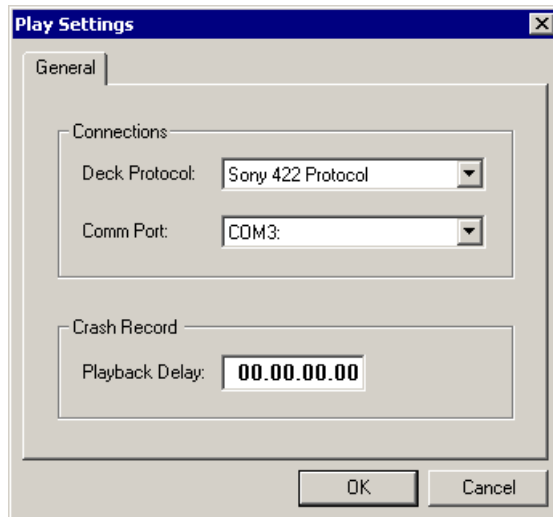 Play Settings
General
Connections
Deck Protocol: Sony 422 Protocol
Comm Port: COM3:
Crash Record
Playback Delay: 00.00.00.00
OK Cancel